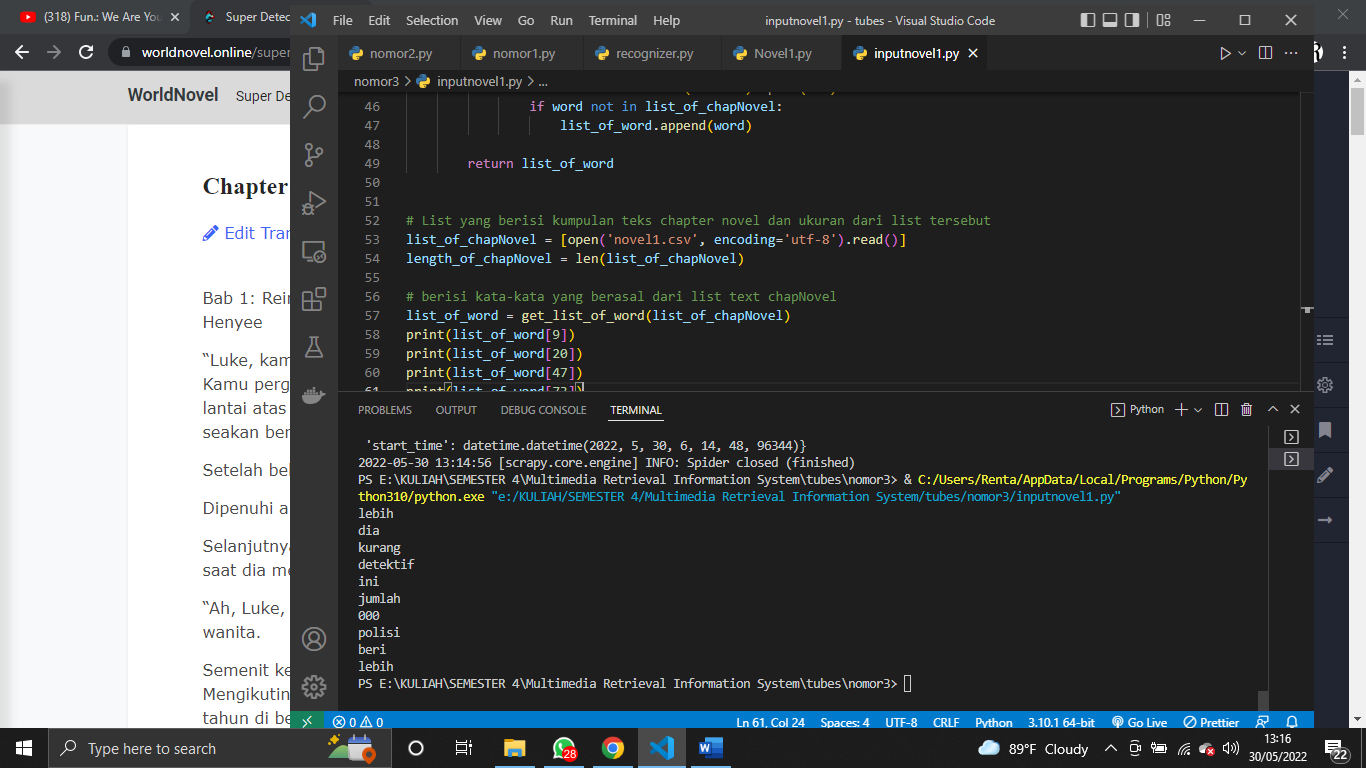 (318) Fun.: We Are You
Super Detec
File Edit Selection View Go Run Terminal Help
inputnovel1.py - tubes - Visual Studio Code
worldnovel.online/super
nomor2.py
nomor1.py
recognizer.py
Novel1.py
inputnovel1.py
nomor3 > inputnovel1.py > ...
WorldNovel
Super De
46 if word not in list_of_chapNovel:
47 list_of_word.append(word)
48
49 return list_of_word
50
51
52 # List yang berisi kumpulan teks chapter novel dan ukuran dari list tersebut
53 list_of_chapNovel = [open('novel1.csv', encoding='utf-8').read()]
54 length_of_chapNovel = len(list_of_chapNovel)
55
56 # berisi kata-kata yang berasal dari list text chapNovel
57 list_of_word = get_list_of_word(list_of_chapNovel)
58 print(list_of_word[9])
59 print(list_of_word[20])
60 print(list_of_word[47])
61 print(list_of_word[73])
Chapter
Edit Tran
Bab 1: Rein
Henyee
“Luke, kam
Kamu perg
lantai atas
seakan ber
Setelah bel
Dipenuhi a
Selanjutnya
saat dia me
“Ah, Luke,
wanita.
Semenit ke
Mengikutin
tahun di be
PROBLEMS OUTPUT DEBUG CONSOLE TERMINAL
Python
'start_time': datetime.datetime(2022, 5, 30, 6, 14, 48, 96344)}
2022-05-30 13:14:56 [scrapy.core.engine] INFO: Spider closed (finished)
PS E:\KULIAH\SEMESTER 4\Multimedia Retrieval Information System\tubes\nomor3> & C:/Users/Renta/AppData/Local/Programs/Python/Py
thon310/python.exe "e:/KULIAH/SEMESTER 4/Multimedia Retrieval Information System/tubes/nomor3/inputnovel1.py"
lebih
dia
kurang
detektif
ini
jumlah
000
polisi
beri
lebih
PS E:\KULIAH\SEMESTER 4\Multimedia Retrieval Information System\tubes\nomor3>
0 0
Ln 61, Col 24 Spaces: 4 UTF-8 CRLF Python 3.10.1 64-bit Go Live Prettier
Type here to search
28
89°F Cloudy
13:16
30/05/2022
22